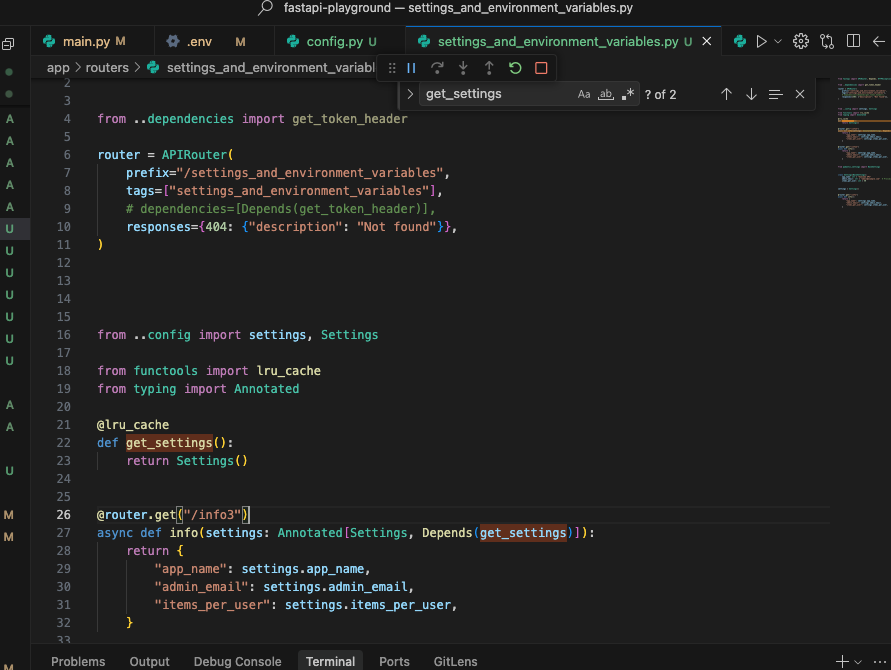 fastapi-playground — settings_and_environment_variables.py
main.py M
.env M
config.py U
settings_and_environment_variables.py U
app > routers > settings_and_environment_variabl
get_settings Aa ab .* ? of 2
A
A
A
A
A
U
U
U
U
U
U
U
A
A
U
M
M
M
2
3
4 from ..dependencies import get_token_header
5
6 router = APIRouter(
7 prefix="/settings_and_environment_variables",
8 tags=["settings_and_environment_variables"],
9 # dependencies=[Depends(get_token_header)],
10 responses={404: {"description": "Not found"}},
11 )
12
13
14
15
16 from ..config import settings, Settings
17
18 from functools import lru_cache
19 from typing import Annotated
20
21 @lru_cache
22 def get_settings():
23 return Settings()
24
25
26 @router.get("/info3")
27 async def info(settings: Annotated[Settings, Depends(get_settings)]):
28 return {
29 "app_name": settings.app_name,
30 "admin_email": settings.admin_email,
31 "items_per_user": settings.items_per_user,
32 }
33
Problems Output Debug Console Terminal Ports GitLens